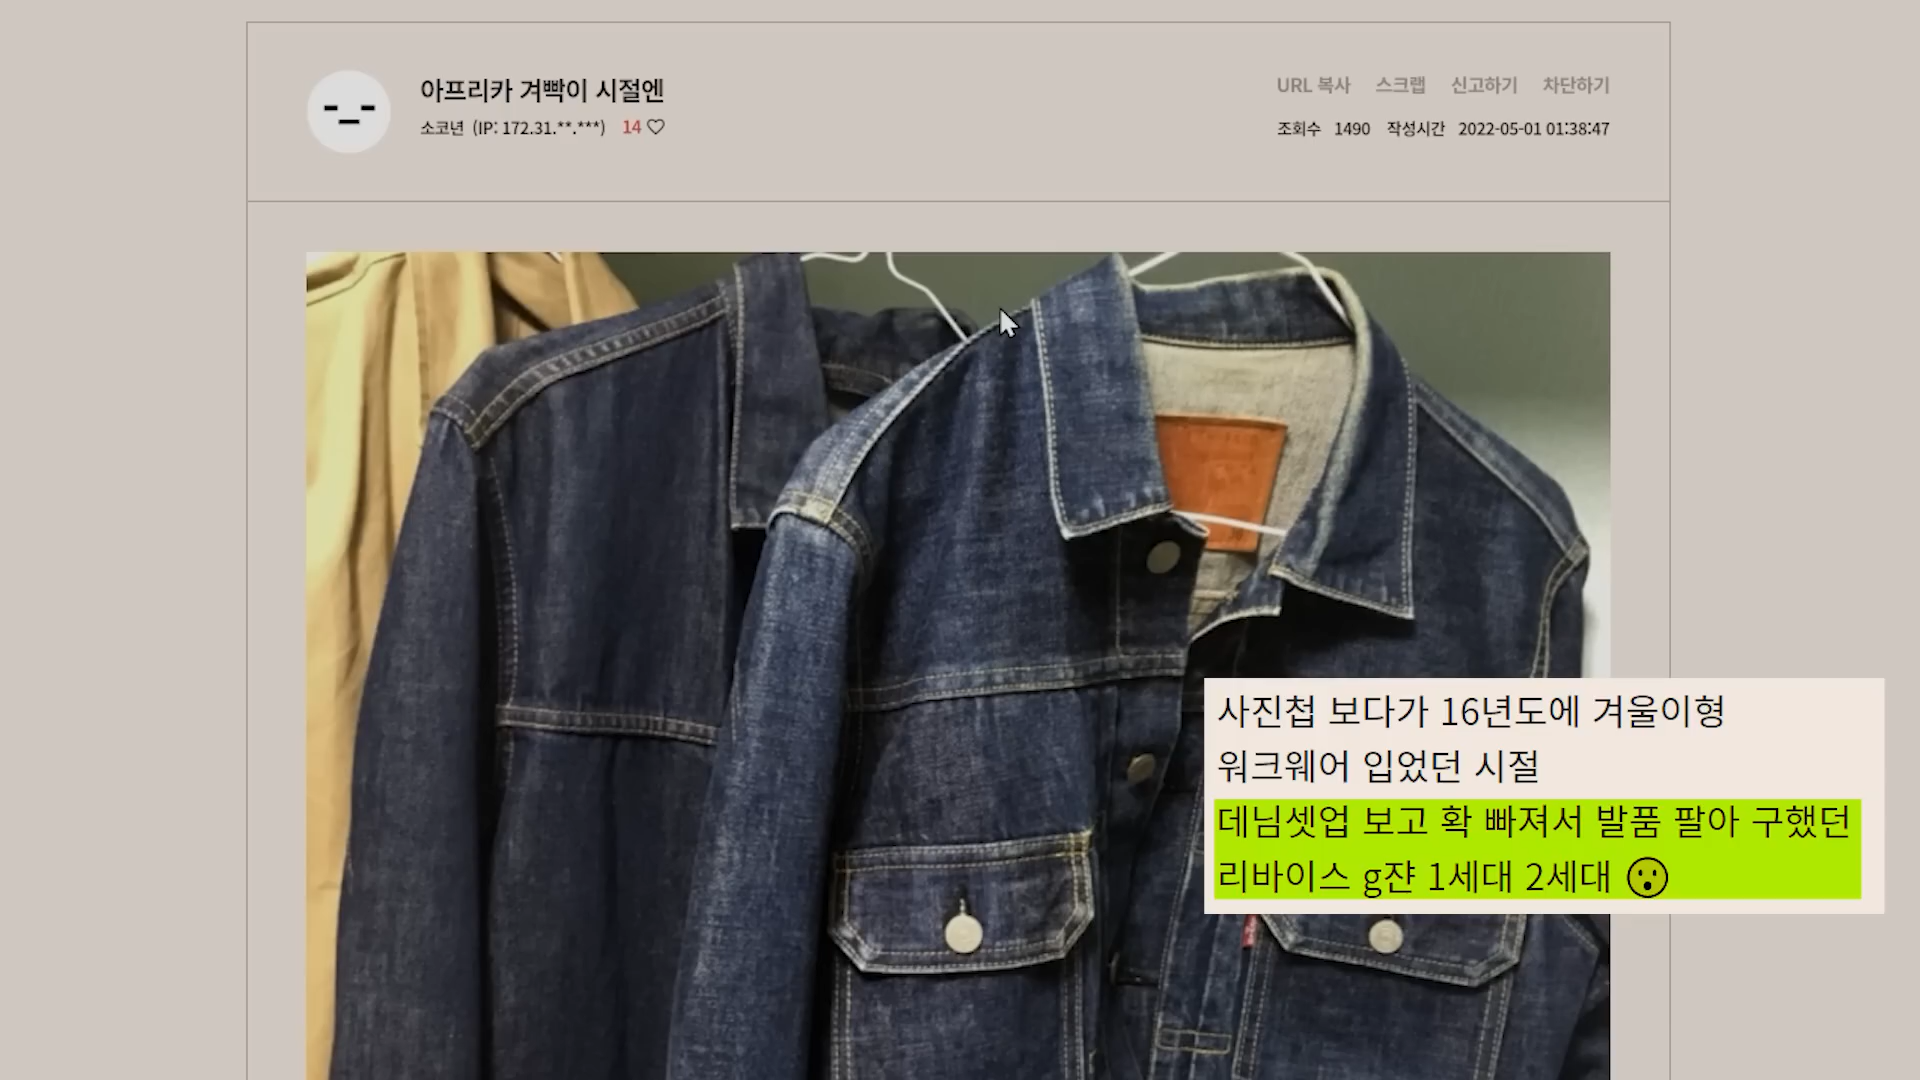 아프리카 겨빡이 시절엔
소코년 (IP: 172.31.**.***) 14
URL 복사 스크랩 신고하기 차단하기
조회수 1490 작성시간 2022-05-01 01:38:47
사진첩 보다가 16년도에 겨울이형
워크웨어 입었던 시절
데님셋업 보고 확 빠져서 발품 팔아 구했던
리바이스 g쟌 1세대 2세대 😮